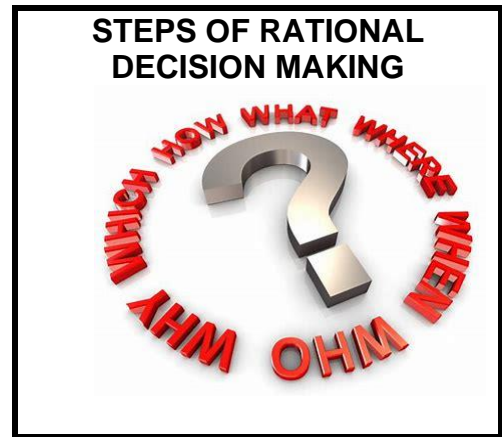 STEPS OF RATIONAL
DECISION MAKING
HOW WHAT WHERE WHEN WHO WHY WHICH